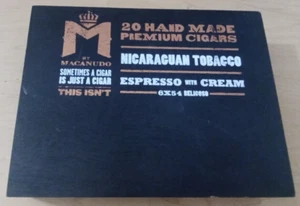 M
BY
MACANUDO
SOMETIMES A CIGAR
IS JUST A CIGAR
THIS ISN'T
20 HAND MADE
PREMIUM CIGARS
NICARAGUAN TOBACCO
ESPRESSO WITH CREAM
6X54 BELICOSO